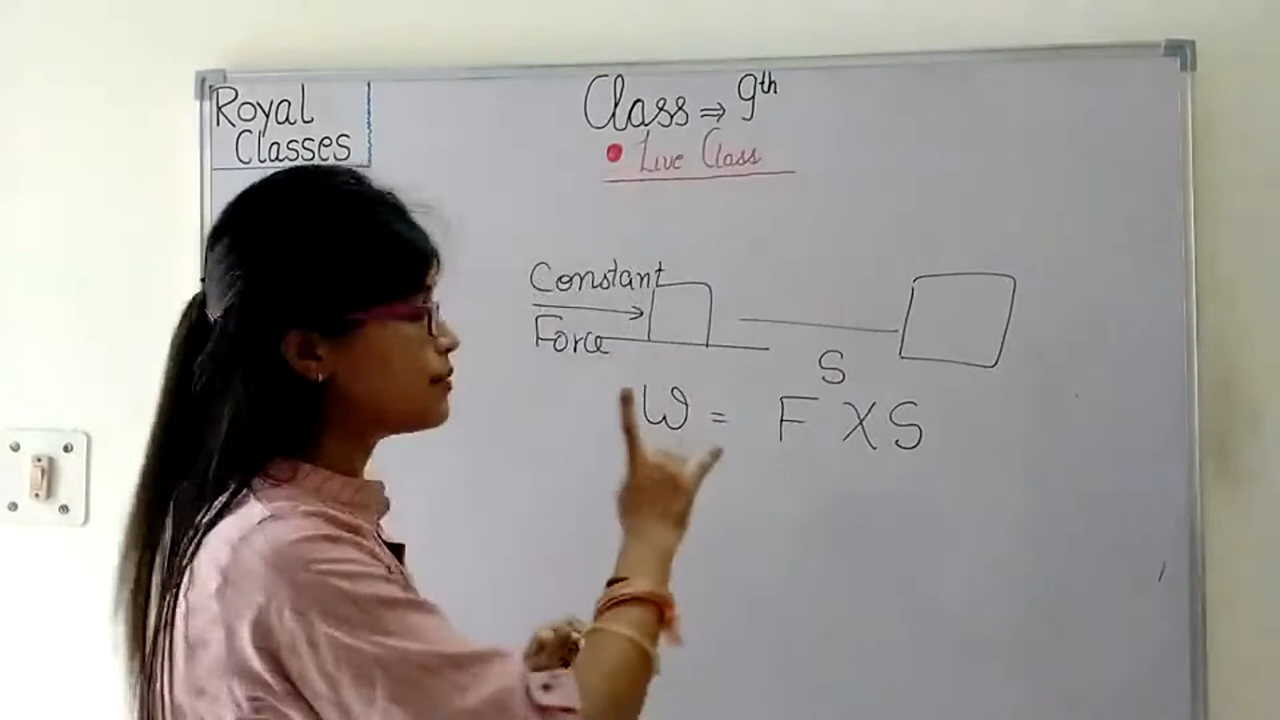 Royal
Classes
Class ⇒ 9th
• Live Class
Constant
Force
S
W = F X S